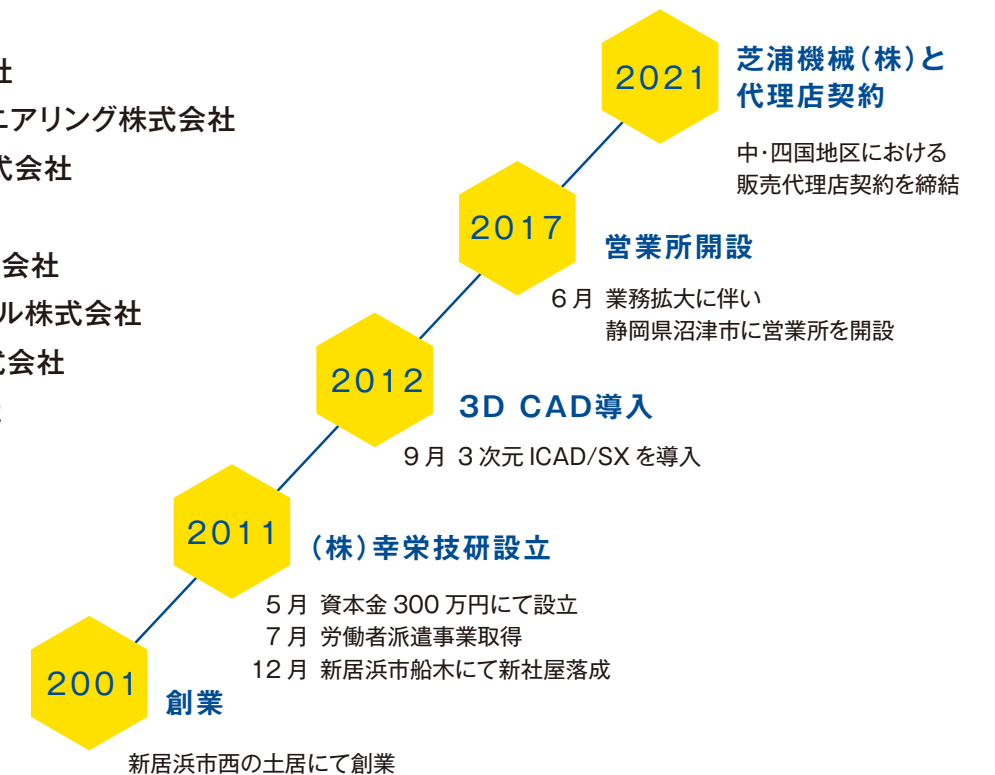 社
ニアリング株式会社
式会社
会社
ル株式会社
式会社
2021
芝浦機械(株)と
代理店契約
中・四国地区における
販売代理店契約を締結
2017
営業所開設
6月 業務拡大に伴い
静岡県沼津市に営業所を開設
2012
3D CAD導入
9月 3次元 ICAD/SX を導入
2011
(株)幸栄技研設立
5月 資本金 300 万円にて設立
7月 労働者派遣事業取得
12月 新居浜市船木にて新社屋落成
2001
創業
新居浜市西の土居にて創業